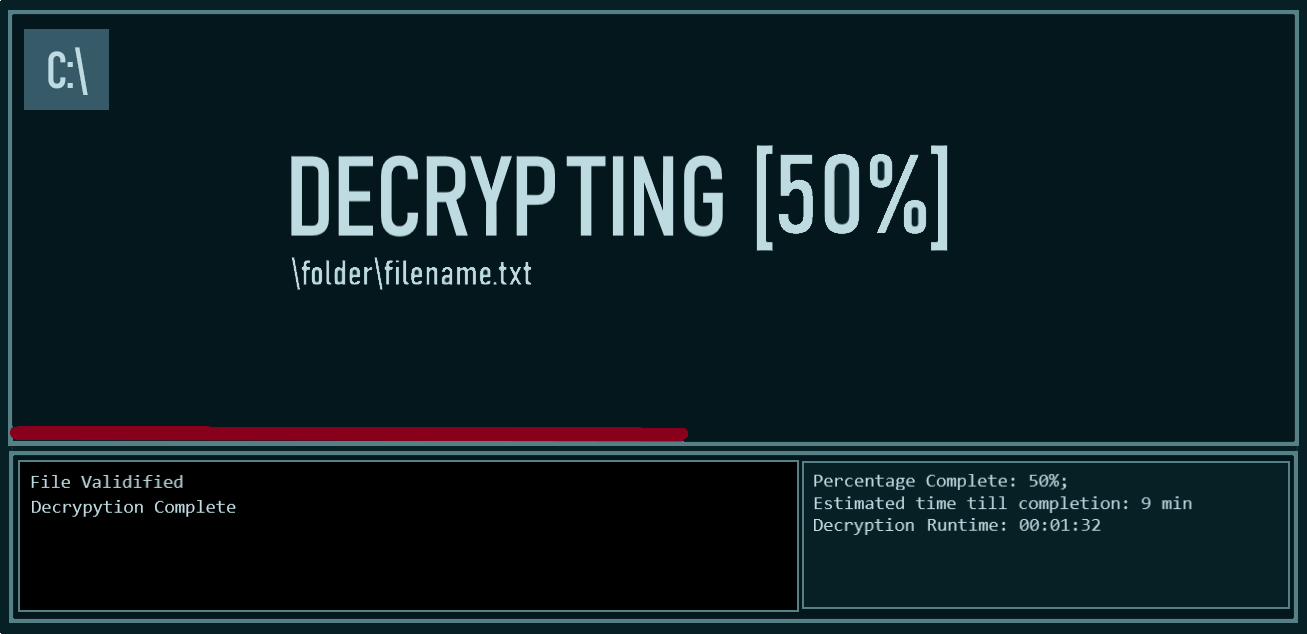 C:\
DECRYPTING [50%]
\folder\filename.txt
File Validified
Decrypytion Complete
Percentage Complete: 50%;
Estimated time till completion: 9 min
Decryption Runtime: 00:01:32